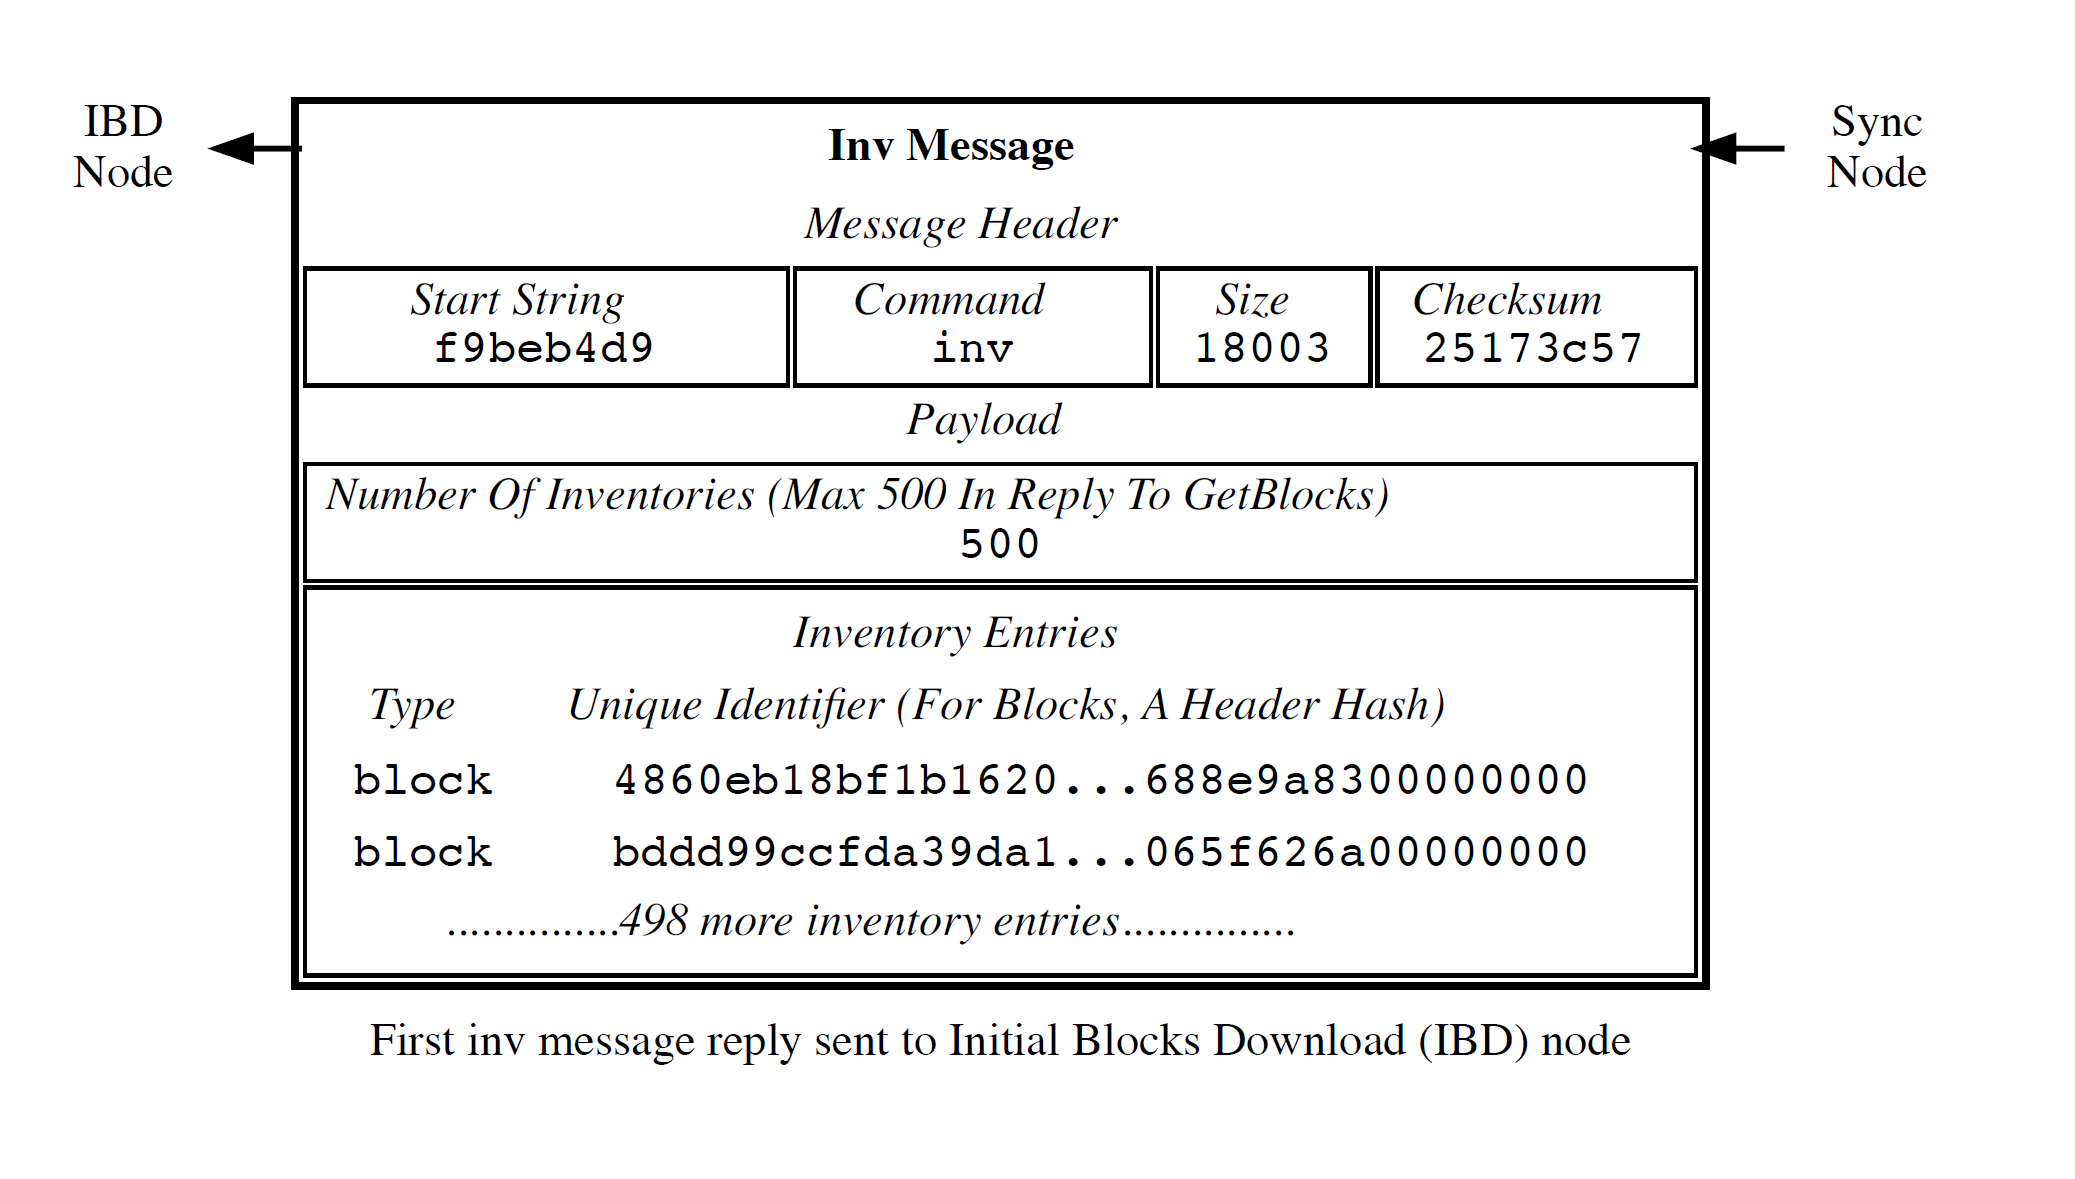 IBD
Node
Sync
Node
Inv Message
Message Header
Start String
f9beb4d9
Command
inv
Size
18003
Checksum
25173c57
Payload
Number Of Inventories (Max 500 In Reply To GetBlocks)
500
Inventory Entries
Type Unique Identifier (For Blocks, A Header Hash)
block 4860eb18bf1b1620...688e9a8300000000
block bddd99ccfda39da1...065f626a00000000
...............498 more inventory entries...............
First inv message reply sent to Initial Blocks Download (IBD) node